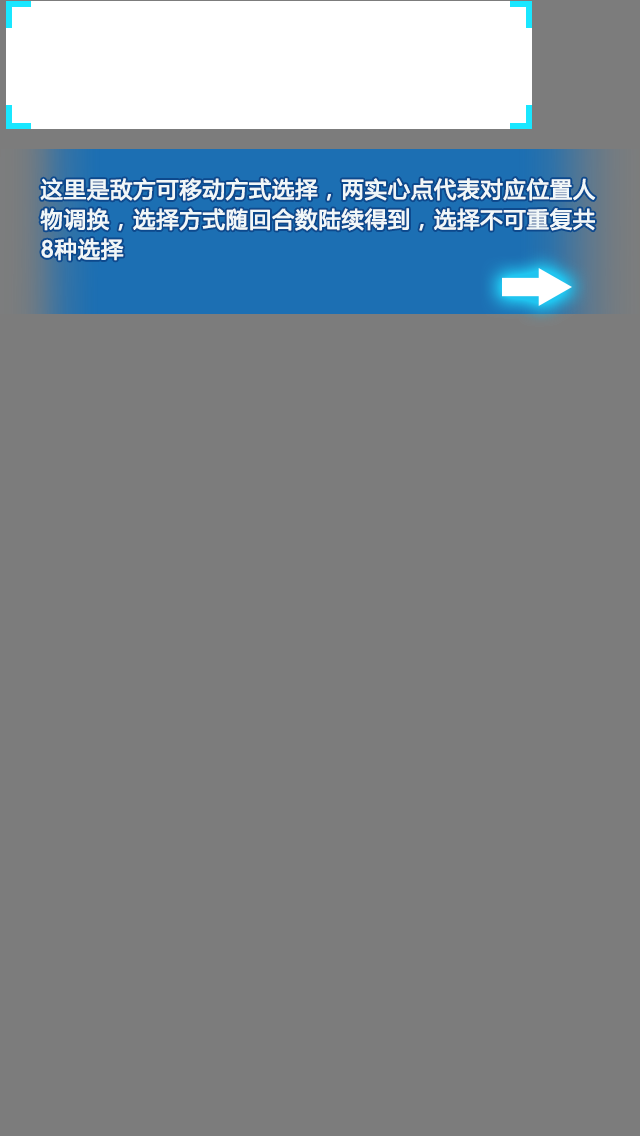 这里是敌方可移动方式选择，两实心点代表对应位置人
物调换，选择方式随回合数陆续得到，选择不可重复共
8种选择